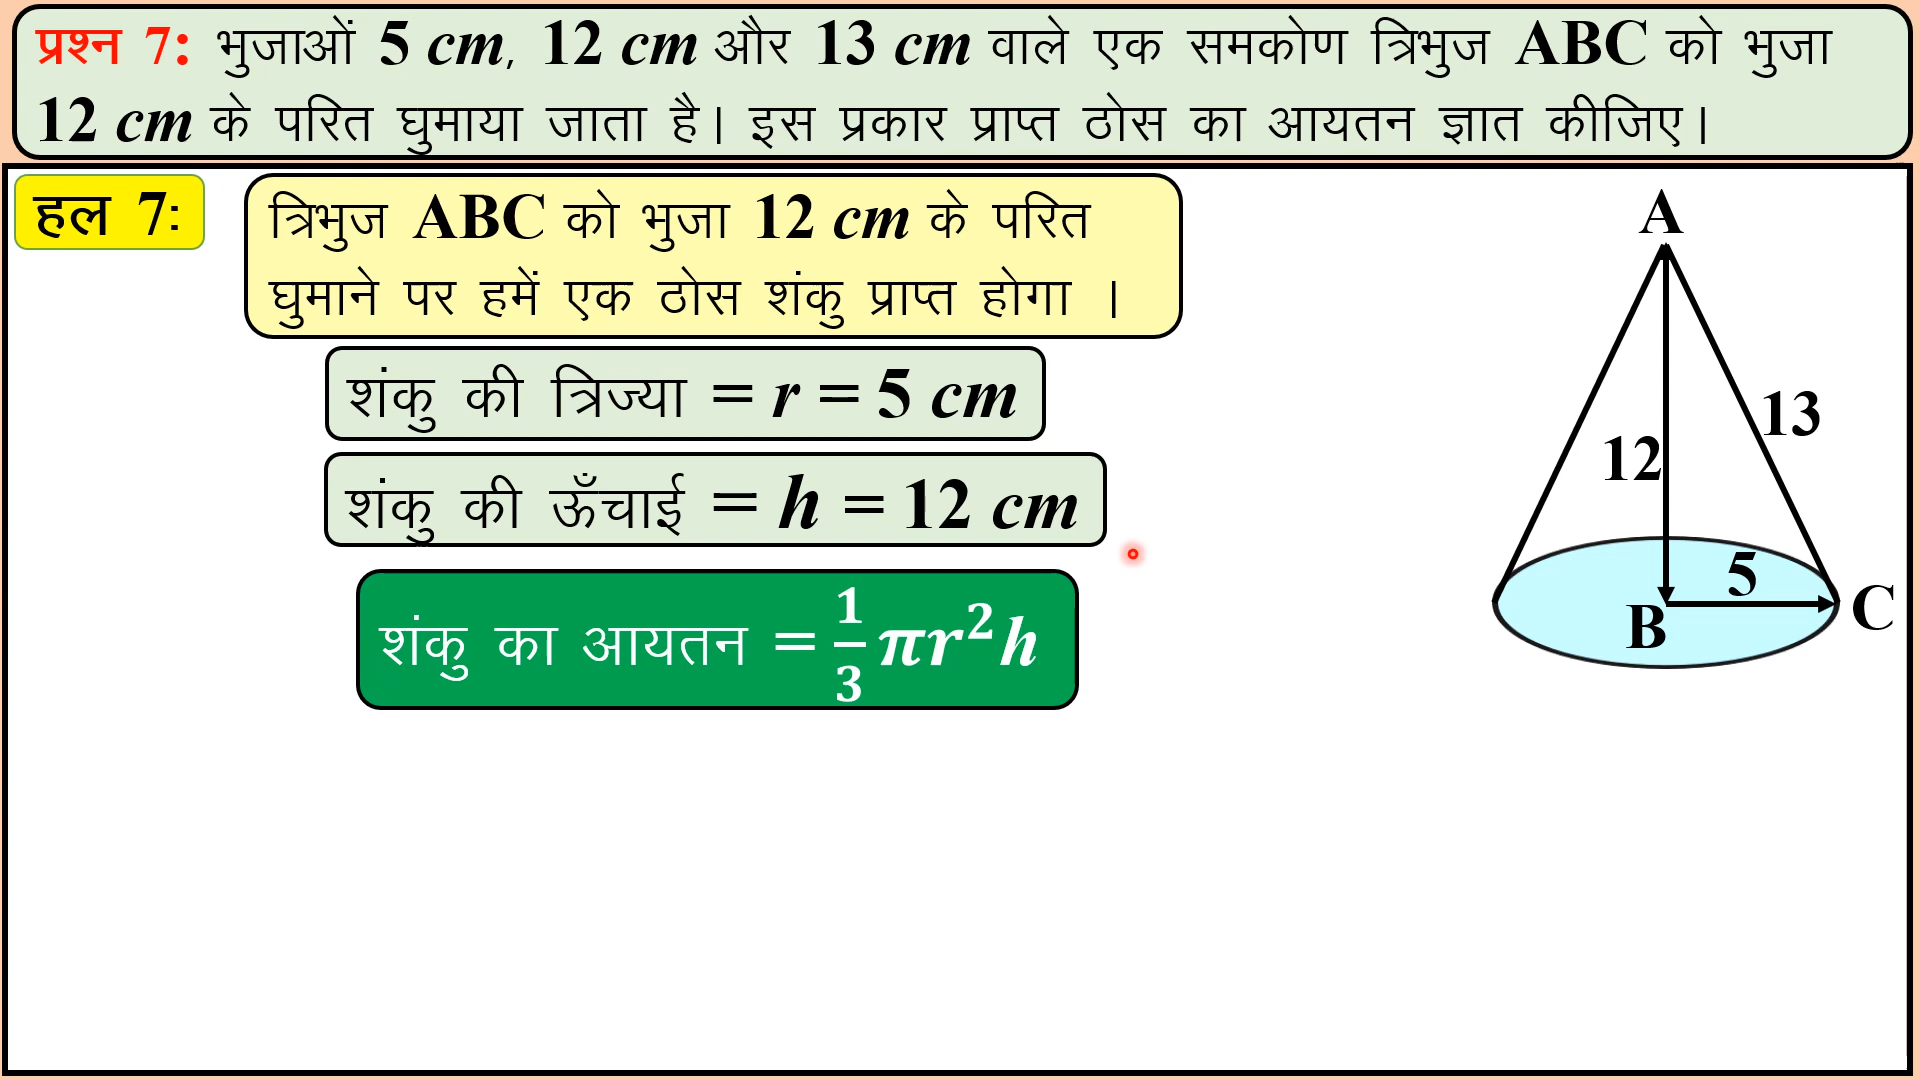 प्रश्न 7: भुजाओं 5 cm, 12 cm और 13 cm वाले एक समकोण त्रिभुज ABC को भुजा
12 cm के परित घुमाया जाता है। इस प्रकार प्राप्त ठोस का आयतन ज्ञात कीजिए।
हल 7:
त्रिभुज ABC को भुजा 12 cm के परित
घुमाने पर हमें एक ठोस शंकु प्राप्त होगा ।
शंकु की त्रिज्या = r = 5 cm
शंकु की ऊँचाई = h = 12 cm
शंकु का आयतन = 1/3 πr²h
A
13
12
5
B
C